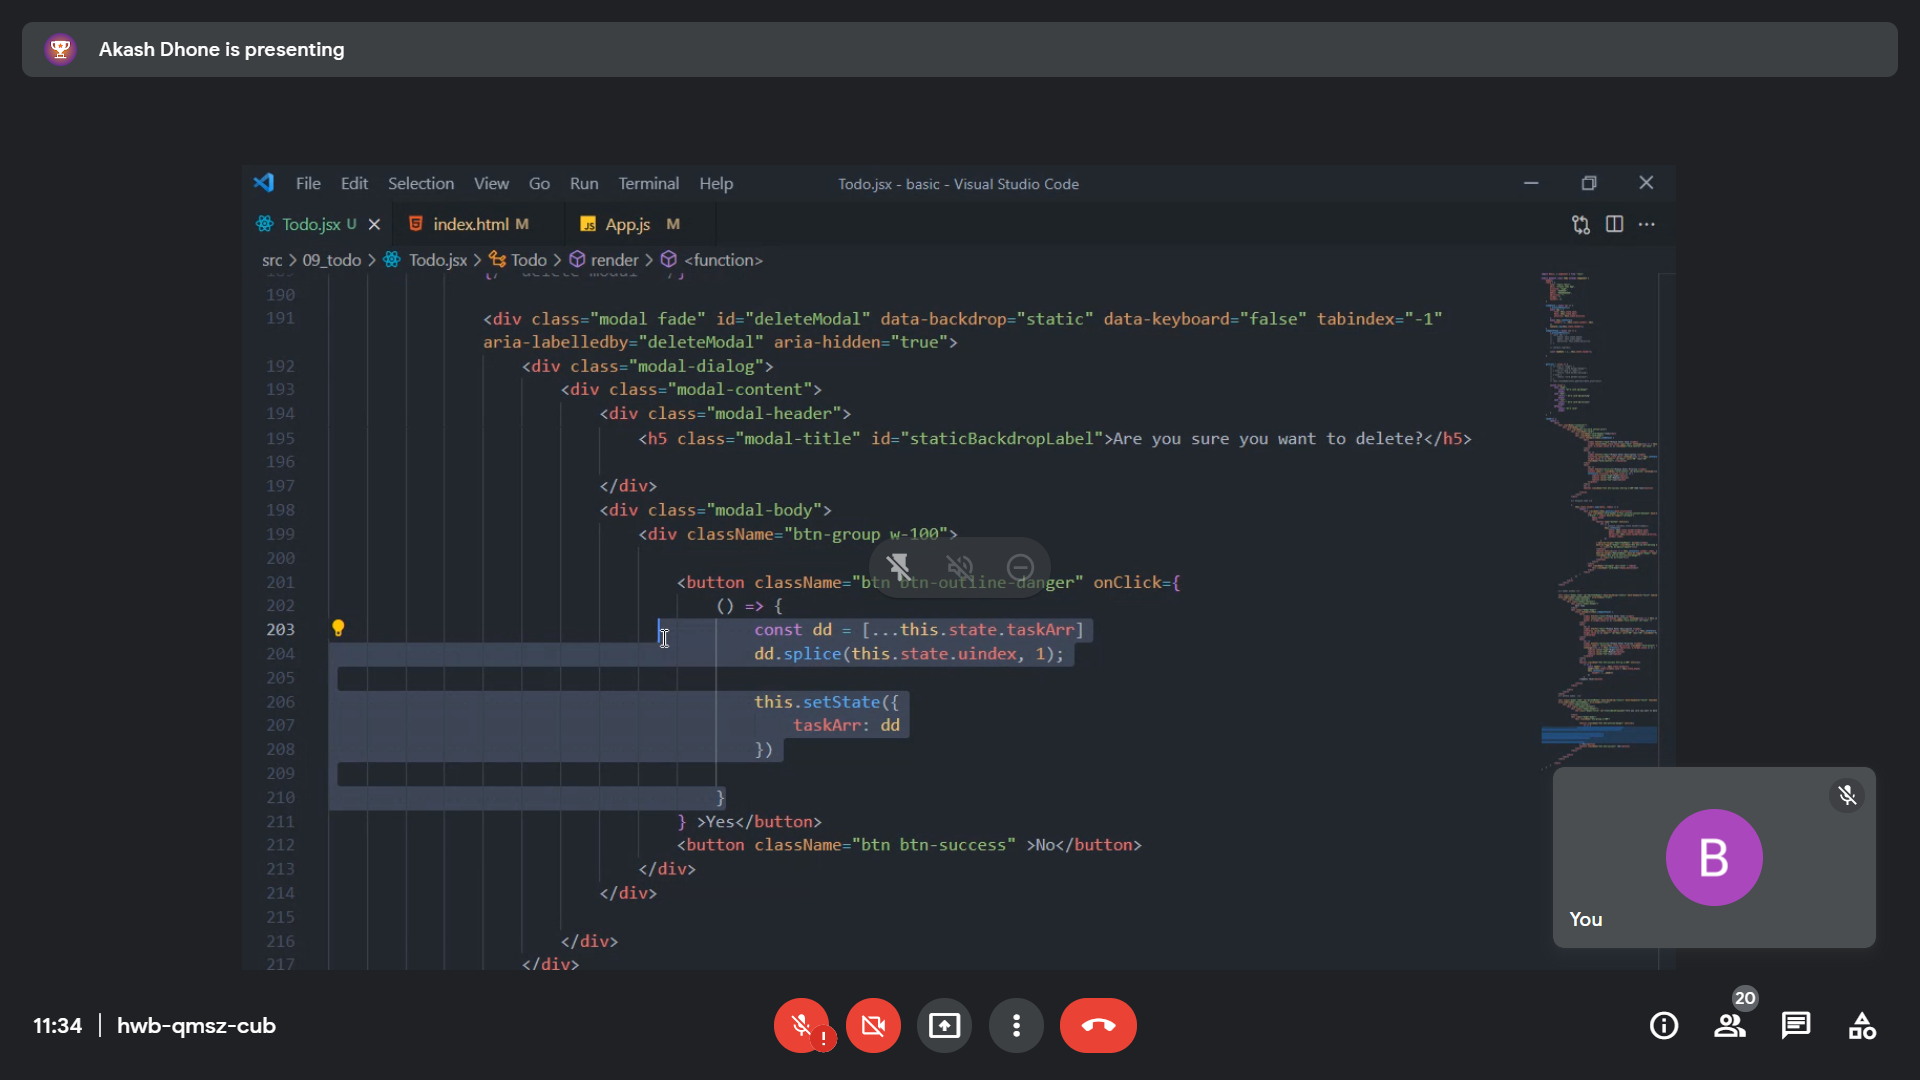 Akash Dhone is presenting
File Edit Selection View Go Run Terminal Help Todo.jsx - basic - Visual Studio Code
Todo.jsx U index.html M JS App.js M
src > 09_todo > Todo.jsx > Todo > render > <function>
190
191 <div class="modal fade" id="deleteModal" data-backdrop="static" data-keyboard="false" tabindex="-1"
aria-labelledby="deleteModal" aria-hidden="true">
192 <div class="modal-dialog">
193 <div class="modal-content">
194 <div class="modal-header">
195 <h5 class="modal-title" id="staticBackdropLabel">Are you sure you want to delete?</h5>
196
197 </div>
198 <div class="modal-body">
199 <div className="btn-group w-100">
200
201 <button className="btn btn-outline-danger" onClick={
202 () => {
203 const dd = [...this.state.taskArr]
204 dd.splice(this.state.uindex, 1);
205
206 this.setState({
207 taskArr: dd
208 })
209
210 }
211 } >Yes</button>
212 <button className="btn btn-success" >No</button>
213 </div>
214 </div>
215
216 </div>
217 </div>
B
You
11:34 | hwb-qmsz-cub
20